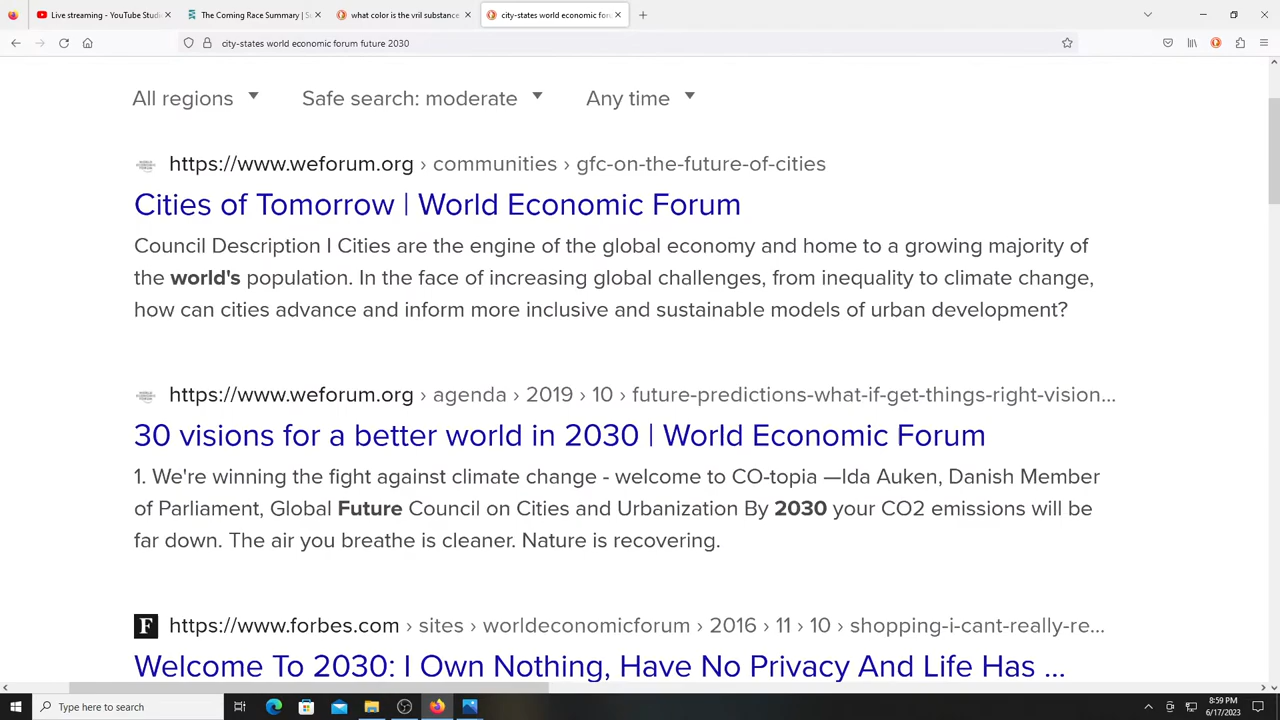 Live streaming - YouTube Studi
The Coming Race Summary | S
what color is the vril substance
city-states world economic foru
city-states world economic forum future 2030
All regions
Safe search: moderate
Any time
https://www.weforum.org › communities › gfc-on-the-future-of-cities
Cities of Tomorrow | World Economic Forum
Council Description I Cities are the engine of the global economy and home to a growing majority of
the world's population. In the face of increasing global challenges, from inequality to climate change,
how can cities advance and inform more inclusive and sustainable models of urban development?
https://www.weforum.org › agenda › 2019 › 10 › future-predictions-what-if-get-things-right-vision...
30 visions for a better world in 2030 | World Economic Forum
1. We're winning the fight against climate change - welcome to CO-topia —Ida Auken, Danish Member
of Parliament, Global Future Council on Cities and Urbanization By 2030 your CO2 emissions will be
far down. The air you breathe is cleaner. Nature is recovering.
F
https://www.forbes.com › sites › worldeconomicforum › 2016 › 11 › 10 › shopping-i-cant-really-re...
Welcome To 2030: I Own Nothing, Have No Privacy And Life Has ...
Type here to search
8:59 PM
6/17/2023